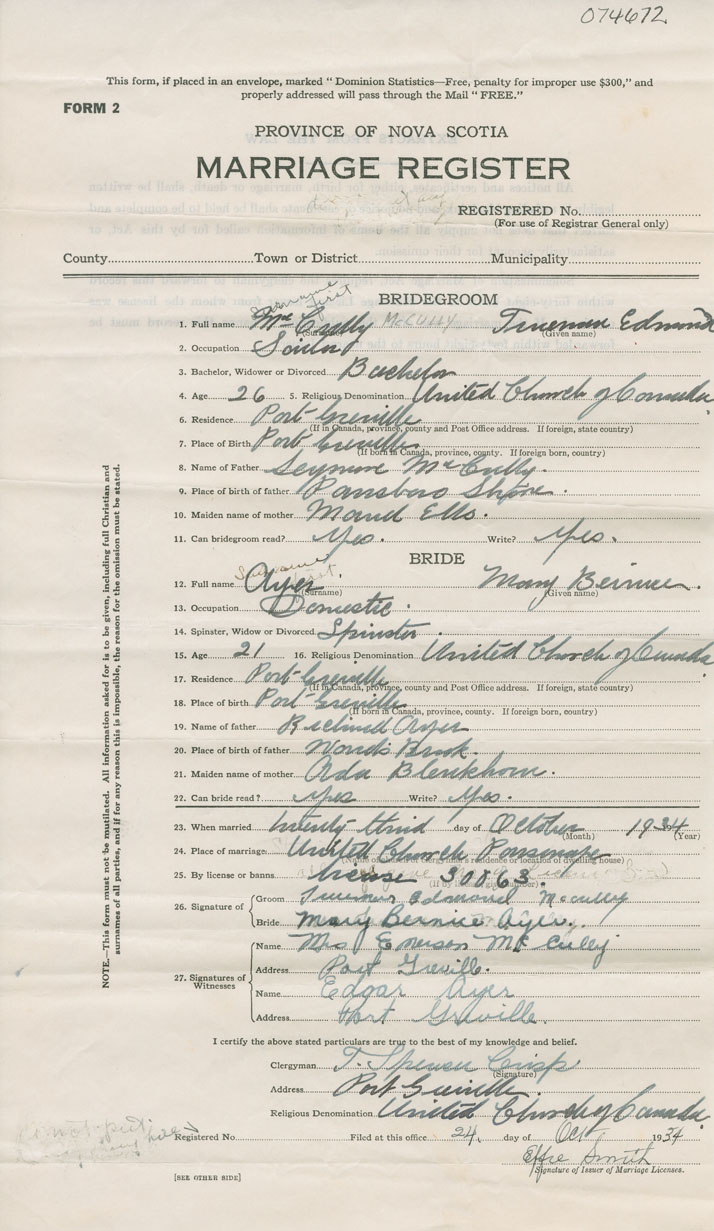 074672
This form, if placed in an envelope, marked “ Dominion Statistics—Free, penalty for improper use $300,” and
properly addressed will pass through the Mail “ FREE.”
FORM 2
PROVINCE OF NOVA SCOTIA
MARRIAGE REGISTER
REGISTERED No.
(For use of Registrar General only)
County Town or District Municipality
Surname first
BRIDEGROOM
1. Full name McCully McCULLY Trueman Edmond
(Surname) (Given name)
2. Occupation Sailor
3. Bachelor, Widower or Divorced Bachelor
4. Age 26 5. Religious Denomination United Church of Canada
6. Residence Port Greville
(If in Canada, province, county and Post Office address. If foreign, state country)
7. Place of Birth Port Greville
(If born in Canada, province, county. If foreign born, country)
8. Name of Father Seymore McCully.
9. Place of birth of father Parrsboro Shore.
10. Maiden name of mother Maud Ells.
11. Can bridegroom read? Yes. Write? Yes.
BRIDE
Surname first
12. Full name Ayer Mary Bernice
(Surname) (Given name)
13. Occupation Domestic.
14. Spinster, Widow or Divorced Spinster.
15. Age 21 16. Religious Denomination United Church of Canada
17. Residence Port Greville
(If in Canada, province, county and Post Office address. If foreign, state country)
18. Place of birth Port Greville
(If born in Canada, province, county. If foreign born, country)
19. Name of father Richard Ayer
20. Place of birth of father Wards Brook.
21. Maiden name of mother Ada Blenkhorn.
22. Can bride read? Yes Write? Yes.
23. When married twenty third day of October 1934
(Month) (Year)
24. Place of marriage United Church
25. By license or banns License 30863.
26. Signature of Groom Trueman Edmond McCully
Bride Mary Bernice Ayer.
27. Signatures of Witnesses
Name Mrs Emerson McCulley
Address Port Greville.
Name Edgar Ayer
Address Port Greville.
I certify the above stated particulars are true to the best of my knowledge and belief.
Clergyman T. Spencer Crisp
(Signature)
Address Port Greville.
Religious Denomination United Church of Canada.
Registered No. Filed at this office 24. day of Oct 1934
Effie Smith
Signature of Issuer of Marriage Licenses.
[SEE OTHER SIDE]
NOTE.—This form must not be mutilated. All information asked for is to be given, including full Christian and
surnames of all parties, and if for any reason this is impossible, the reason for the omission must be stated.